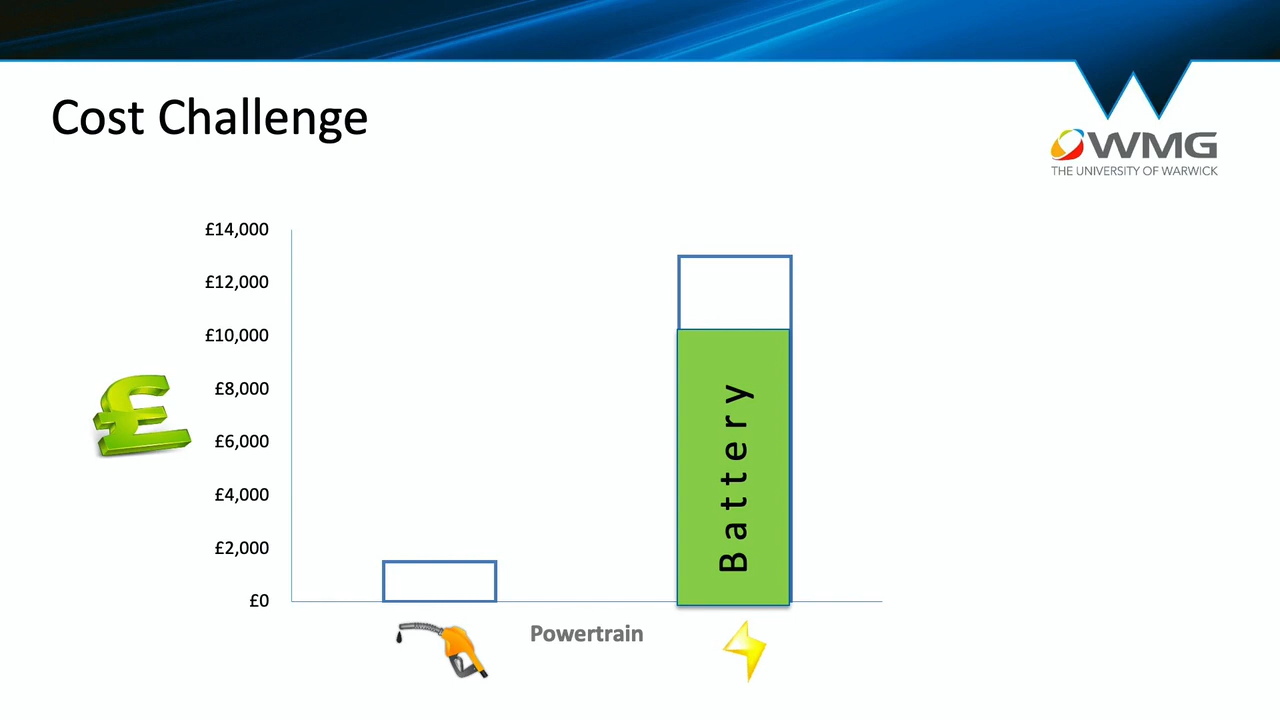 Cost Challenge
WMG
THE UNIVERSITY OF WARWICK
£14,000
£12,000
£10,000
£8,000
£6,000
£4,000
£2,000
£0
Battery
Powertrain